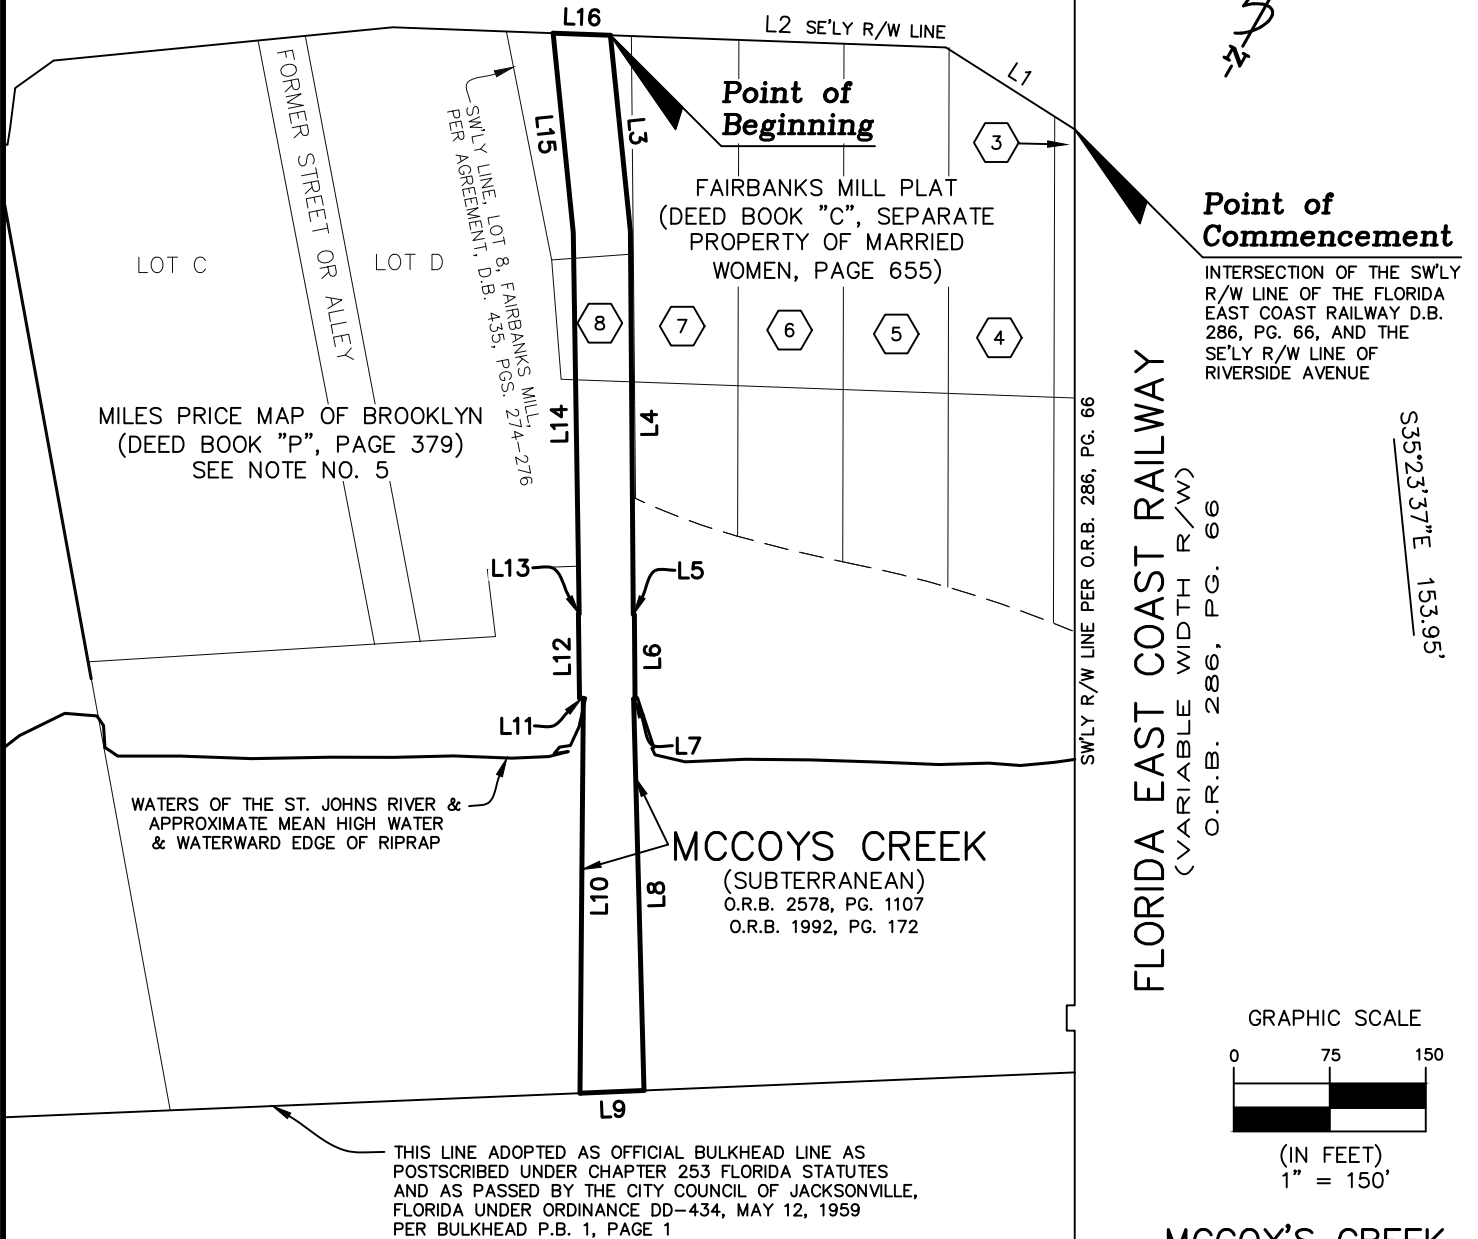 L16
L2 SE'LY R/W LINE
L1
N
FORMER STREET OR ALLEY
SW'LY LINE, LOT 8, FAIRBANKS MILL,
PER AGREEMENT, D.B. 435, PGS. 274-276
L15
L3
Point of
Beginning
3
FAIRBANKS MILL PLAT
(DEED BOOK "C", SEPARATE
PROPERTY OF MARRIED
WOMEN, PAGE 655)
Point of
Commencement
INTERSECTION OF THE SW'LY
R/W LINE OF THE FLORIDA
EAST COAST RAILWAY D.B.
286, PG. 66, AND THE
SE'LY R/W LINE OF
RIVERSIDE AVENUE
LOT C
LOT D
8
7
6
5
4
MILES PRICE MAP OF BROOKLYN
(DEED BOOK "P", PAGE 379)
SEE NOTE NO. 5
L14
L4
SW'LY R/W LINE PER O.R.B. 286, PG. 66
FLORIDA EAST COAST RAILWAY
(VARIABLE WIDTH R/W)
O.R.B. 286, PG. 66
S35°23'37"E 153.95'
L13
L5
L12
L6
L11
L7
WATERS OF THE ST. JOHNS RIVER &
APPROXIMATE MEAN HIGH WATER
& WATERWARD EDGE OF RIPRAP
MCCOYS CREEK
(SUBTERRANEAN)
O.R.B. 2578, PG. 1107
O.R.B. 1992, PG. 172
L10
L8
L9
GRAPHIC SCALE
0 75 150
(IN FEET)
1" = 150'
THIS LINE ADOPTED AS OFFICIAL BULKHEAD LINE AS
POSTSCRIBED UNDER CHAPTER 253 FLORIDA STATUTES
AND AS PASSED BY THE CITY COUNCIL OF JACKSONVILLE,
FLORIDA UNDER ORDINANCE DD-434, MAY 12, 1959
PER BULKHEAD P.B. 1, PAGE 1
MCCOY'S CREEK